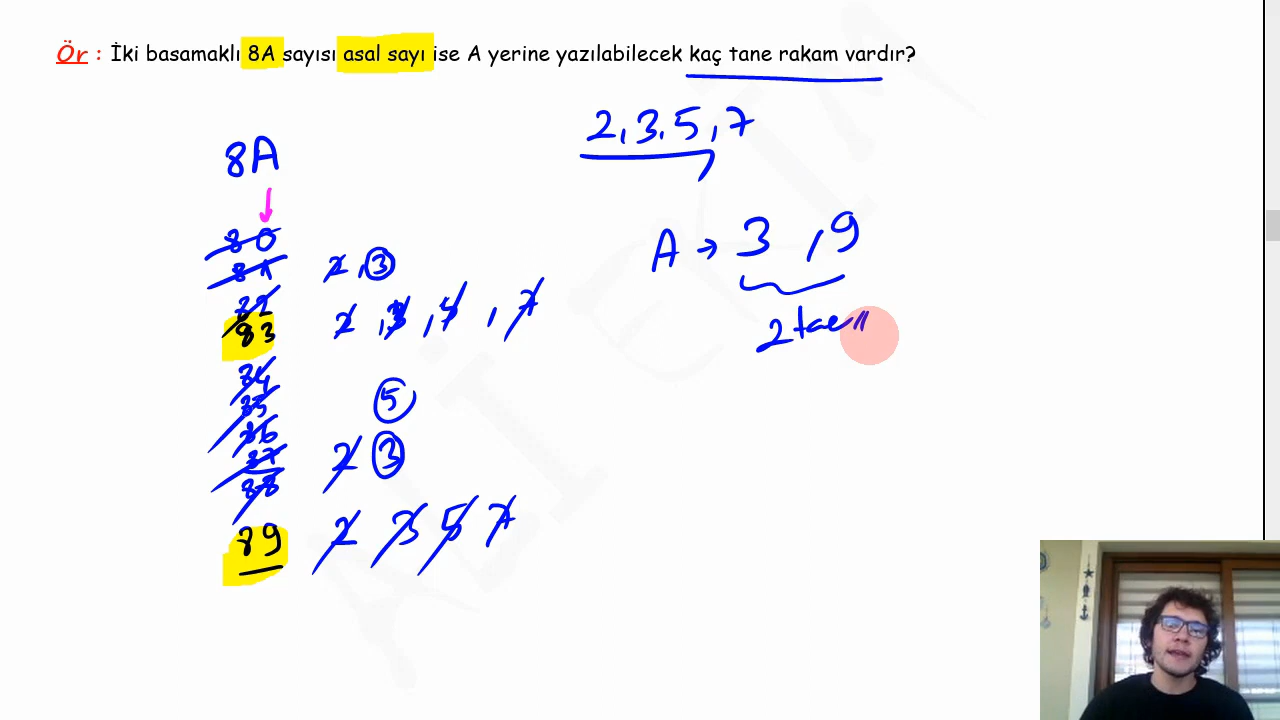 Ör : İki basamaklı 8A sayısı asal sayı ise A yerine yazılabilecek kaç tane rakam vardır?
2,3,5,7
8A
A → 3 , 9
80
81 2, 3
82
83 2, 3, 5, 7
2 tane
84
85 5
86
87 2 3
88
89 2 3 5 7
ALİ EKİM